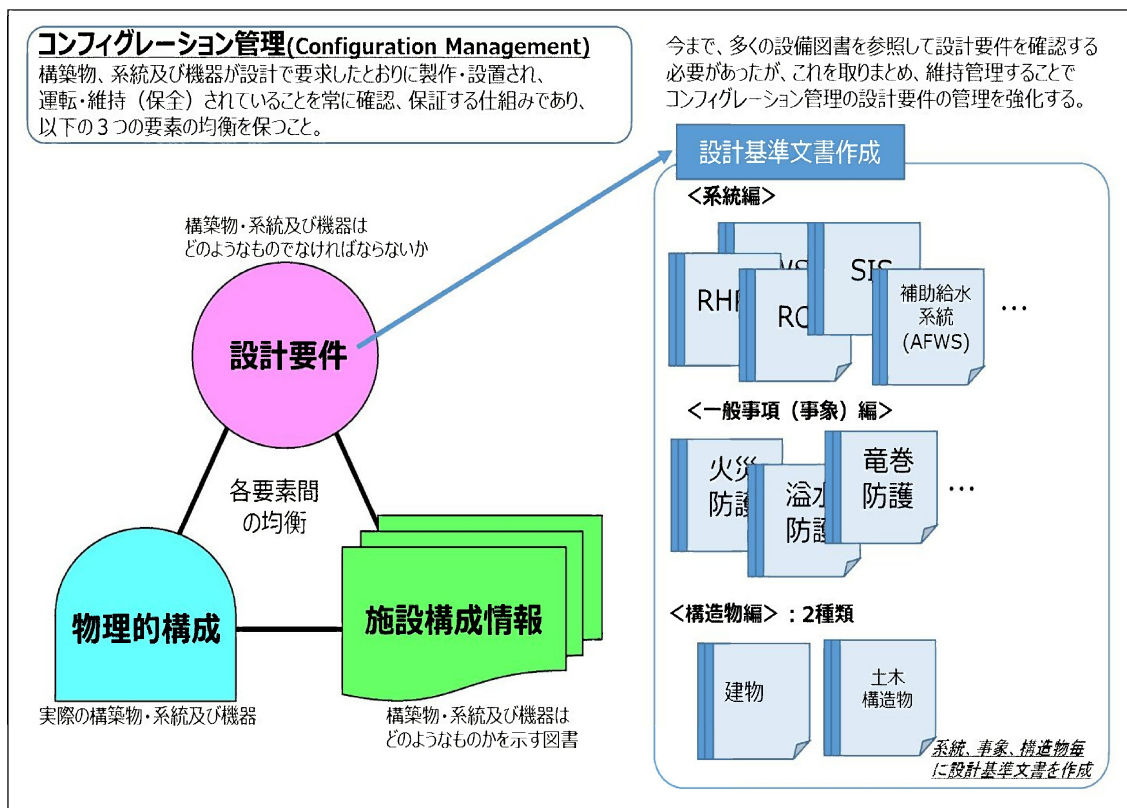 コンフィグレーション管理(Configuration Management)
構築物、系統及び機器が設計で要求したとおりに製作・設置され、
運転・維持（保全）されていることを常に確認、保証する仕組みであり、
以下の３つの要素の均衡を保つこと。
今まで、多くの設備図書を参照して設計要件を確認する
必要があったが、これを取りまとめ、維持管理することで
コンフィグレーション管理の設計要件の管理を強化する。
構築物・系統及び機器は
どのようなものでなければならないか
設計要件
各要素間
の均衡
物理的構成
実際の構築物・系統及び機器
施設構成情報
構築物・系統及び機器は
どのようなものかを示す図書
設計基準文書作成
＜系統編＞
SIS
補助給水
系統
(AFWS)
…
＜一般事項（事象）編＞
火災
防護
溢水
防護
竜巻
防護
…
＜構造物編＞：2種類
建物
土木
構造物
系統、事象、構造物毎
に設計基準文書を作成